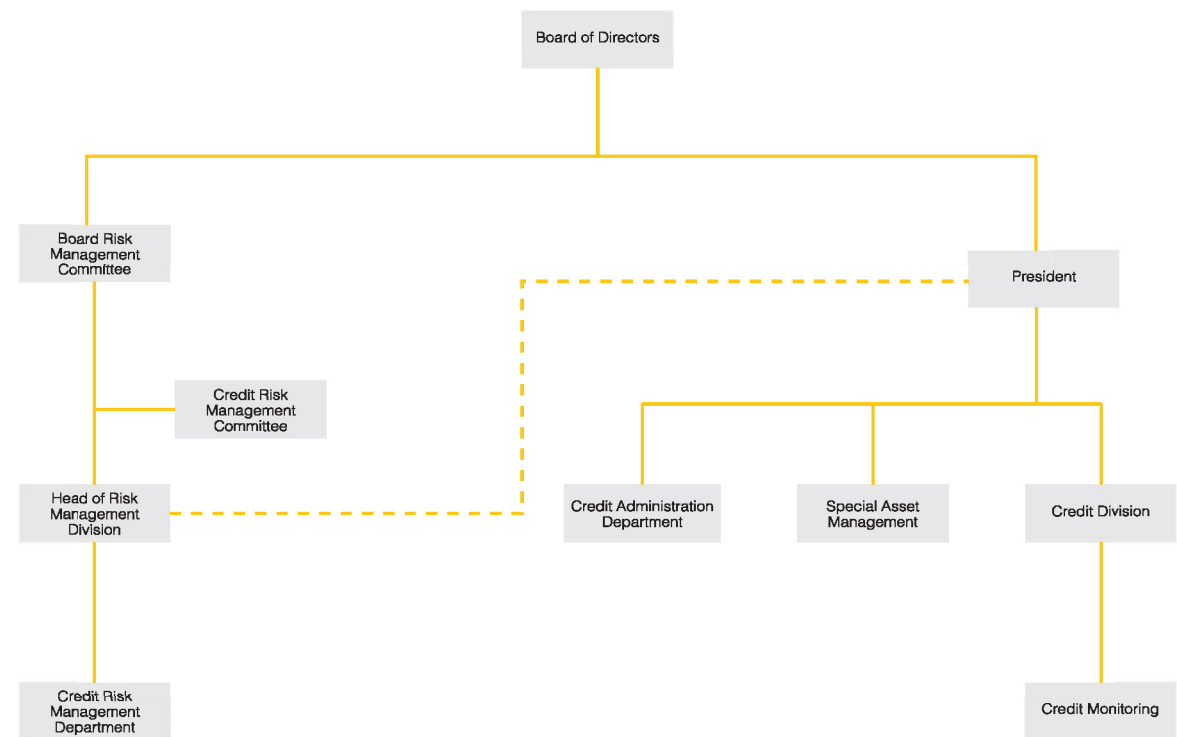 Board of Directors
Board Risk
Management
Committee
President
Credit Risk
Management
Committee
Head of Risk
Management
Division
Credit Administration
Department
Special Asset
Management
Credit Division
Credit Risk
Management
Department
Credit Monitoring